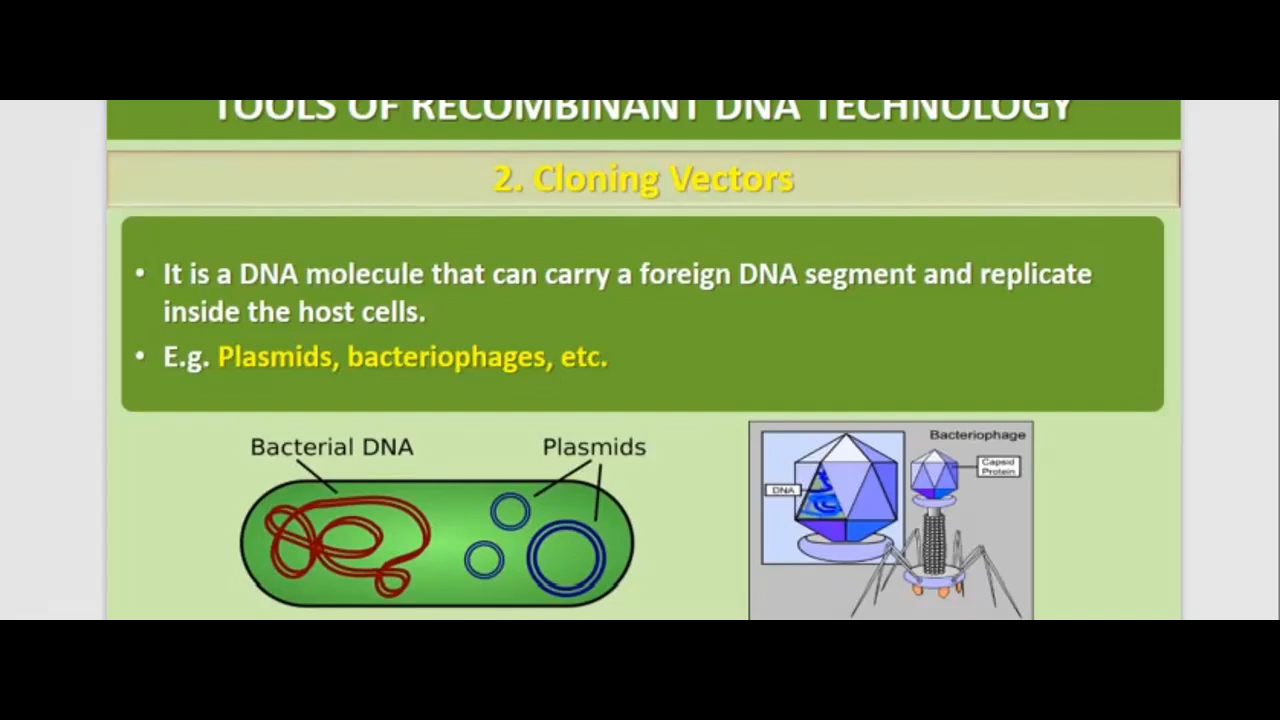 TOOLS OF RECOMBINANT DNA TECHNOLOGY
2. Cloning Vectors
• It is a DNA molecule that can carry a foreign DNA segment and replicate
inside the host cells.
• E.g. Plasmids, bacteriophages, etc.
Bacterial DNA
Plasmids
Bacteriophage
Capsid
Protein
DNA